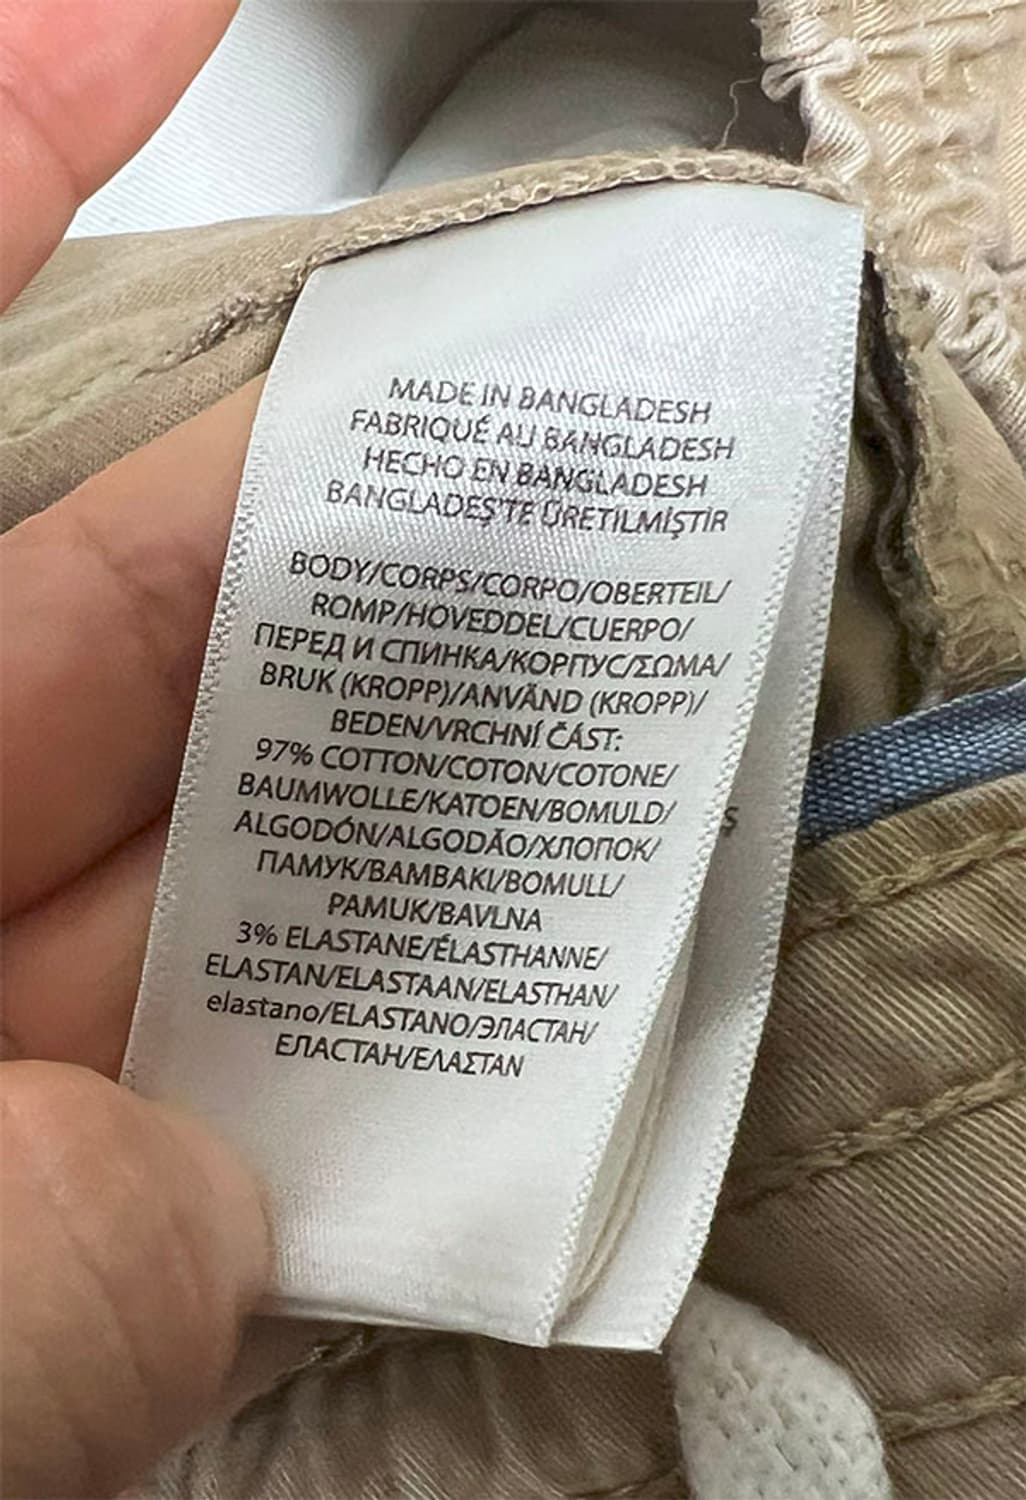 MADE IN BANGLADESH
FABRIQUÉ AU BANGLADESH
HECHO EN BANGLADESH
BANGLADEŞ'TE ÜRETILMİŞTİR
BODY/CORPS/CORPO/OBERTEIL/
ROMP/HOVEDDEL/CUERPO/
ПЕРЕД И СПИНКА/КОРПУС/ΣΩΜΑ/
BRUK (KROPP)/ANVÄND (KROPP)/
BEDEN/VRCHNÍ ČÁST:
97% COTTON/COTON/COTONE/
BAUMWOLLE/KATOEN/BOMULD/
ALGODÓN/ALGODÃO/ХЛОПОК/
ПАМУК/BAMBAKI/BOMULL/
PAMUK/BAVLNA
3% ELASTANE/ÉLASTHANNE/
ELASTAN/ELASTAAN/ELASTHAN/
elastano/ELASTANO/ЭЛАСТАН/
ЕЛАСТАН/ΕΛΑΣΤΑΝ